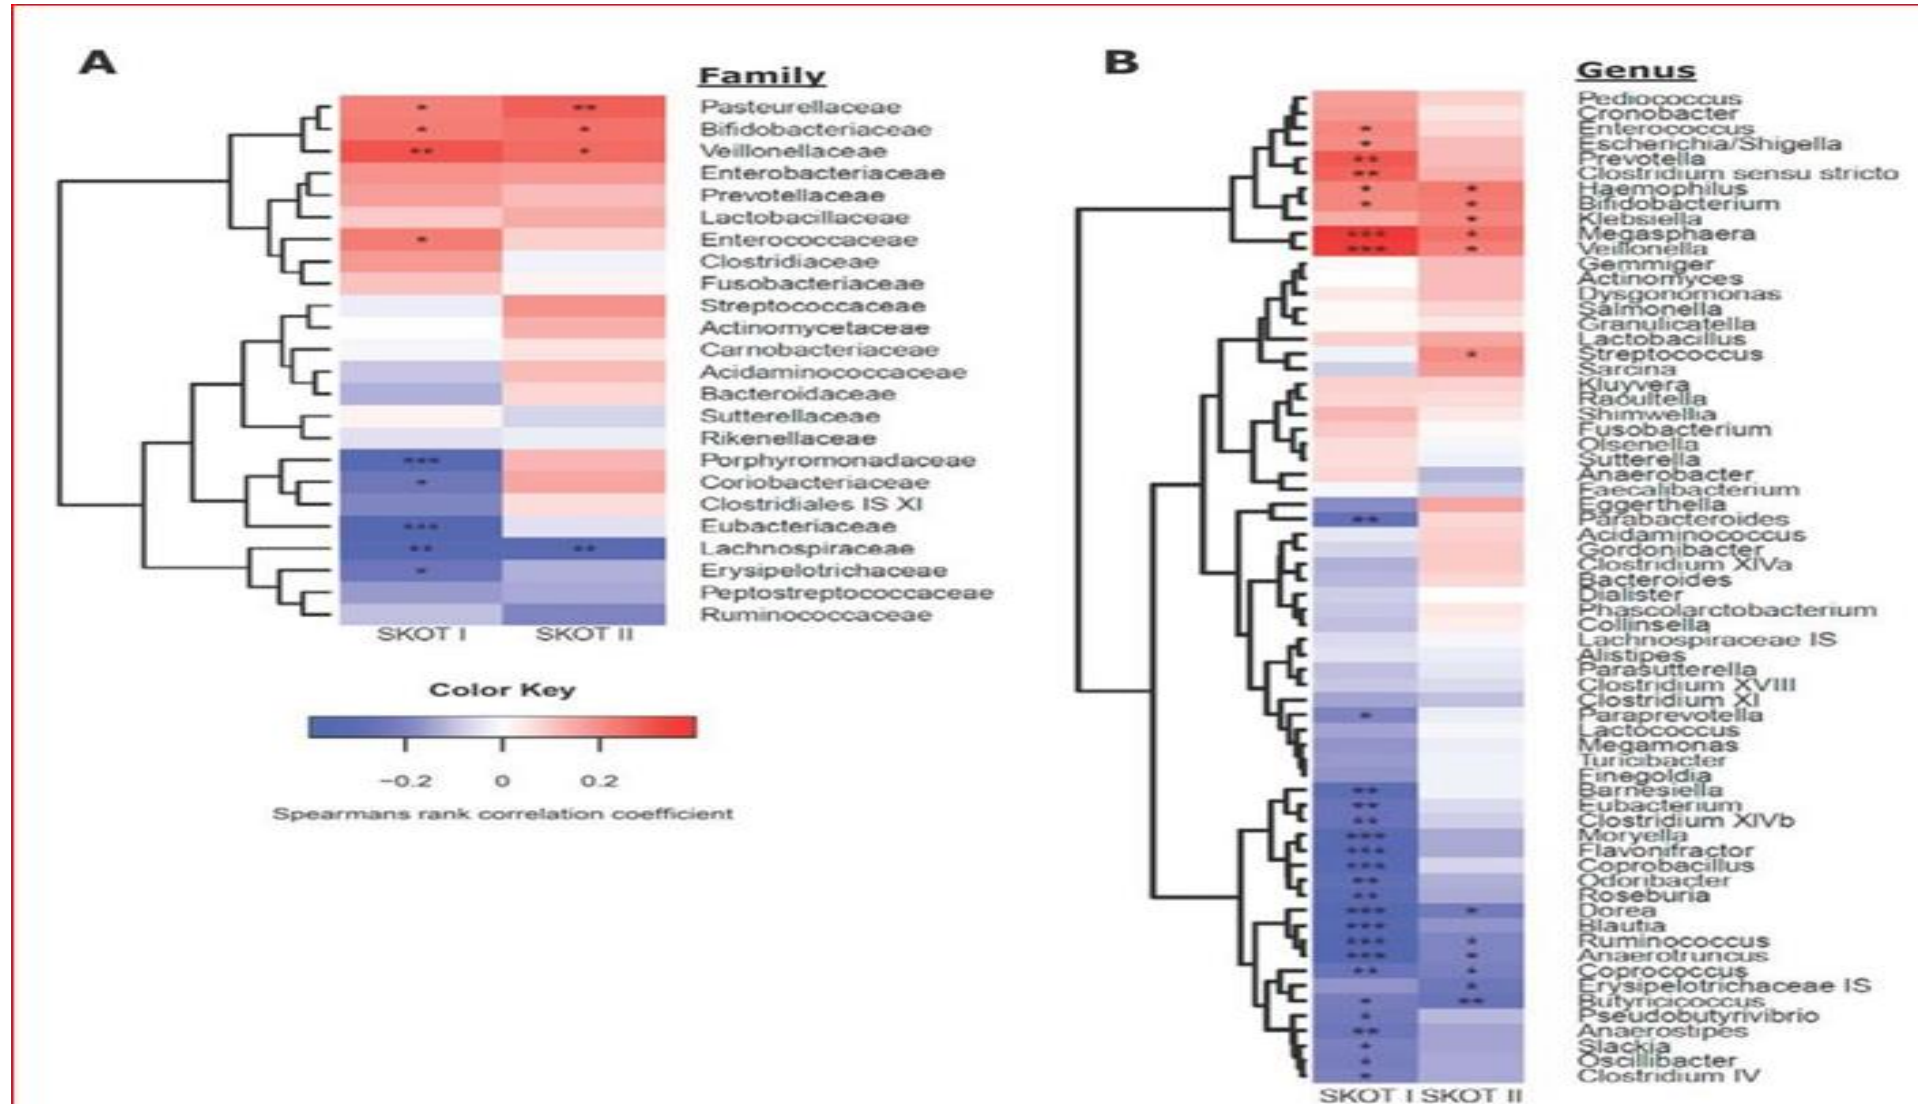 A
Family
Pasteurellaceae
Bifidobacteriaceae
Veillonellaceae
Enterobacteriaceae
Prevotellaceae
Lactobacillaceae
Enterococcaceae
Clostridiaceae
Fusobacteriaceae
Streptococcaceae
Actinomycetaceae
Carnobacteriaceae
Acidaminococcaceae
Bacteroidaceae
Sutterellaceae
Rikenellaceae
Porphyromonadaceae
Coriobacteriaceae
Clostridiales IS XI
Eubacteriaceae
Lachnospiraceae
Erysipelotrichaceae
Peptostreptococcaceae
Ruminococcaceae
SKOT I SKOT II
Color Key
−0.2 0 0.2
Spearmans rank correlation coefficient
B
Genus
Pediococcus
Cronobacter
Enterococcus
Escherichia/Shigella
Prevotella
Clostridium sensu stricto
Haemophilus
Bifidobacterium
Klebsiella
Megasphaera
Veillonella
Gemmiger
Actinomyces
Dysgonomonas
Salmonella
Granulicatella
Lactobacillus
Streptococcus
Sarcina
Kluyvera
Raoultella
Shimwellia
Fusobacterium
Olsenella
Sutterella
Anaerobacter
Faecalibacterium
Eggerthella
Parabacteroides
Acidaminococcus
Gordonibacter
Clostridium XIVa
Bacteroides
Dialister
Phascolarctobacterium
Collinsella
Lachnospiraceae IS
Alistipes
Parasutterella
Clostridium XVIII
Clostridium XI
Paraprevotella
Lactococcus
Megamonas
Turicibacter
Finegoldia
Barnesiella
Eubacterium
Clostridium XIVb
Moryella
Flavonifractor
Coprobacillus
Odoribacter
Roseburia
Dorea
Blautia
Ruminococcus
Anaerotruncus
Coprococcus
Erysipelotrichaceae IS
Butyricicoccus
Pseudobutyrivibrio
Anaerostipes
Slackia
Oscillibacter
Clostridium IV
SKOT I SKOT II